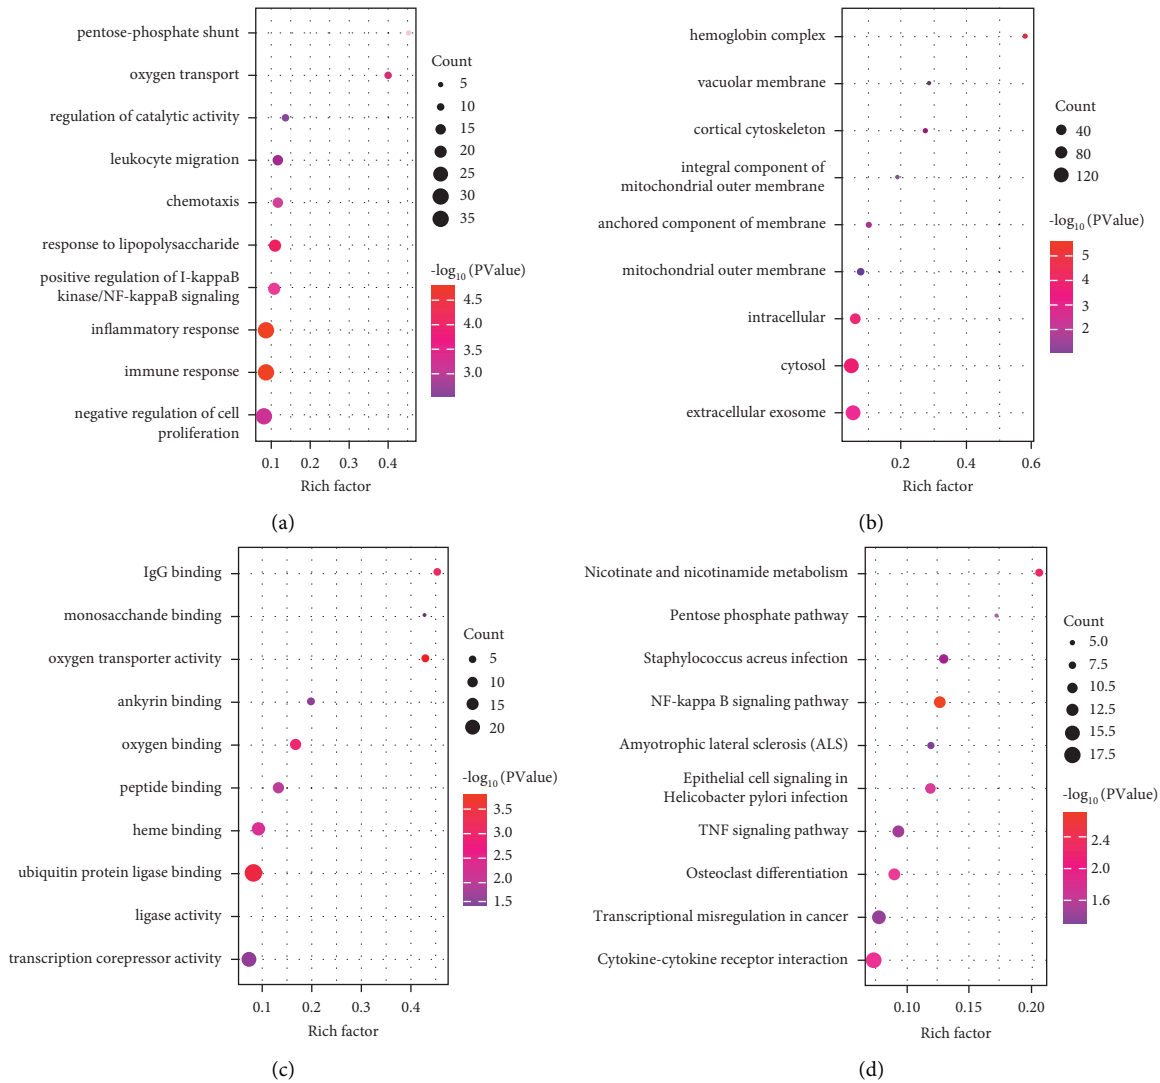 pentose-phosphate shunt
oxygen transport
regulation of catalytic activity
leukocyte migration
chemotaxis
response to lipopolysaccharide
positive regulation of I-kappaB
kinase/NF-kappaB signaling
inflammatory response
immune response
negative regulation of cell
proliferation
0.1 0.2 0.3 0.4
Rich factor
Count
5
10
15
20
25
30
35
-log10 (PValue)
4.5
4.0
3.5
3.0
(a)
hemoglobin complex
vacuolar membrane
cortical cytoskeleton
integral component of
mitochondrial outer membrane
anchored component of membrane
mitochondrial outer membrane
intracellular
cytosol
extracellular exosome
0.2 0.4 0.6
Rich factor
Count
40
80
120
-log10 (PValue)
5
4
3
2
(b)
IgG binding
monosacchande binding
oxygen transporter activity
ankyrin binding
oxygen binding
peptide binding
heme binding
ubiquitin protein ligase binding
ligase activity
transcription corepressor activity
0.1 0.2 0.3 0.4
Rich factor
Count
5
10
15
20
-log10 (PValue)
3.5
3.0
2.5
2.0
1.5
(c)
Nicotinate and nicotinamide metabolism
Pentose phosphate pathway
Staphylococcus acreus infection
NF-kappa B signaling pathway
Amyotrophic lateral sclerosis (ALS)
Epithelial cell signaling in
Helicobacter pylori infection
TNF signaling pathway
Osteoclast differentiation
Transcriptional misregulation in cancer
Cytokine-cytokine receptor interaction
0.10 0.15 0.20
Rich factor
Count
5.0
7.5
10.5
12.5
15.5
17.5
-log10 (PValue)
2.4
2.0
1.6
(d)